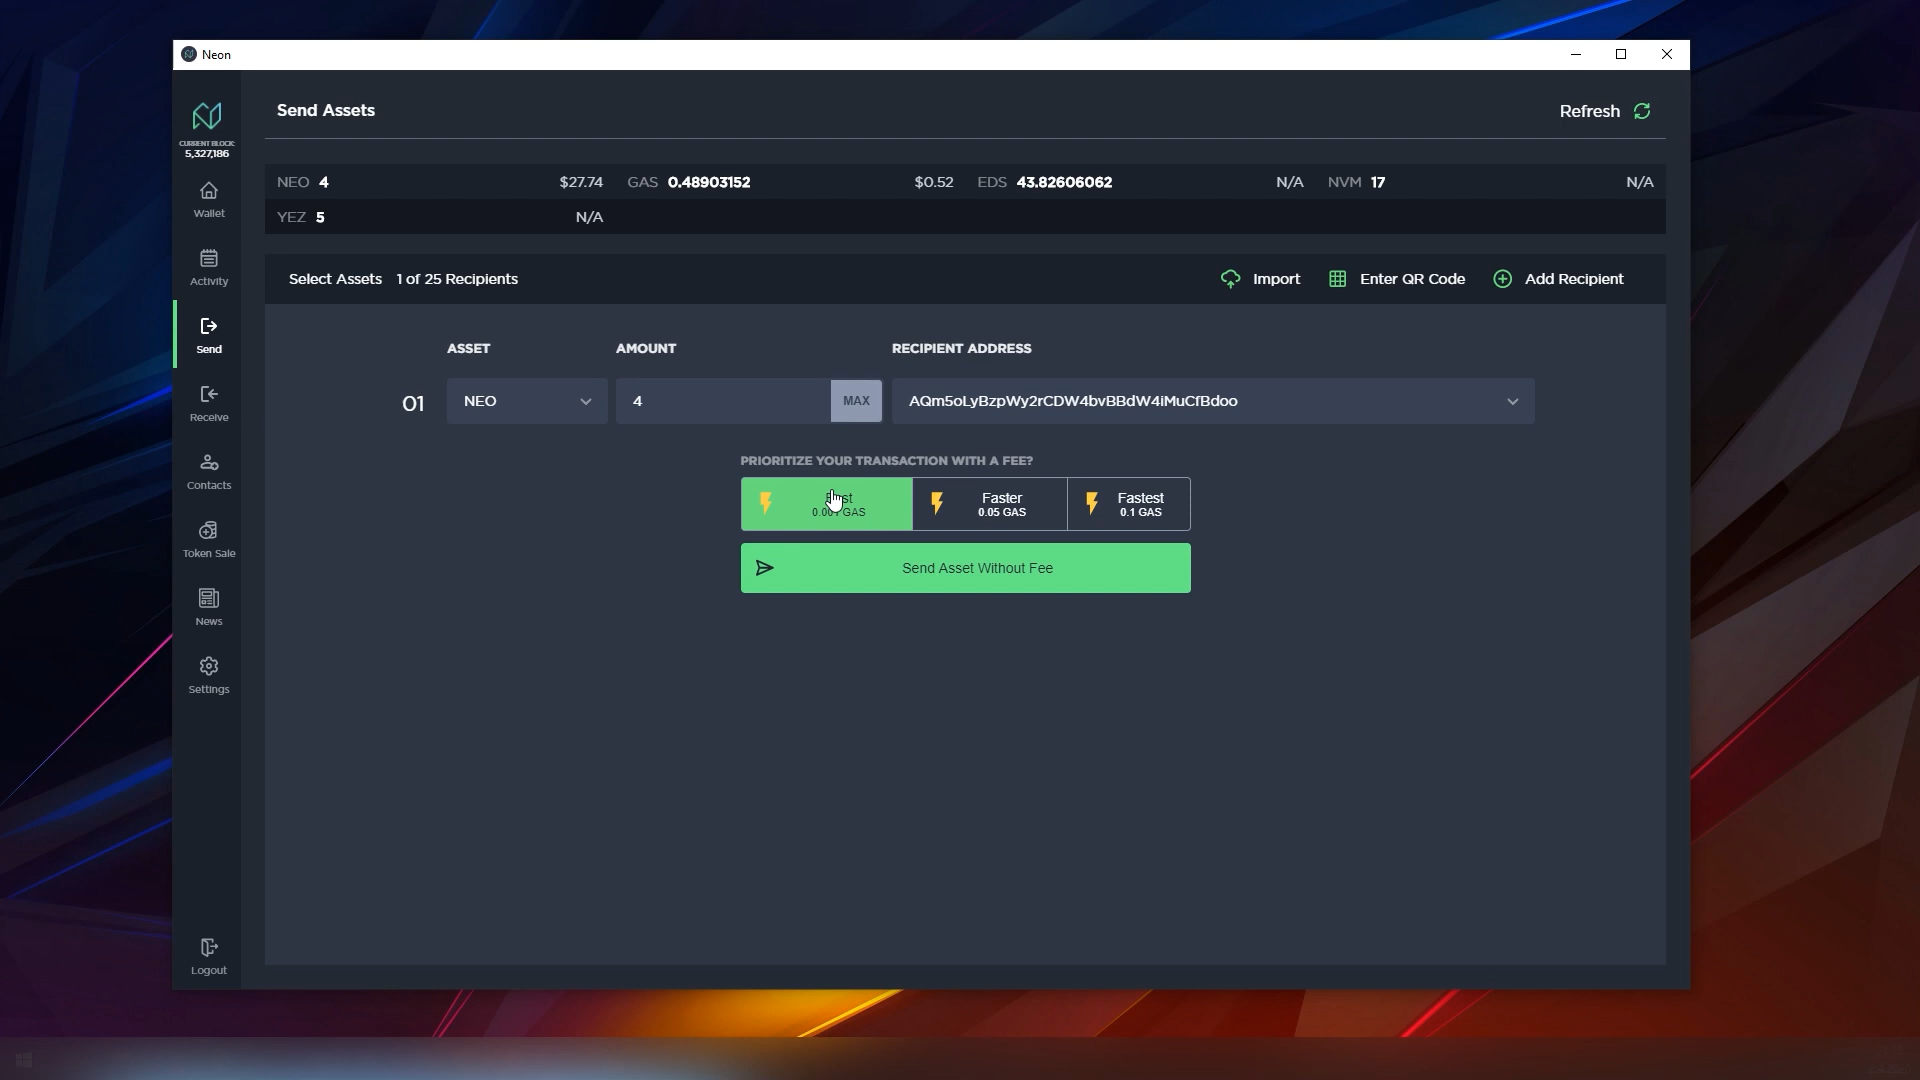 Neon
Send Assets
Refresh
CURRENT BLOCK:
5,327,186
NEO 4 $27.74 GAS 0.48903152 $0.52 EDS 43.82606062 N/A NVM 17 N/A
YEZ 5 N/A
Wallet
Activity
Send
Receive
Contacts
Token Sale
News
Settings
Logout
Select Assets 1 of 25 Recipients Import Enter QR Code Add Recipient
ASSET AMOUNT RECIPIENT ADDRESS
01 NEO 4 MAX AQm5oLyBzpWy2rCDW4bvBBdW4iMuCfBdoo
PRIORITIZE YOUR TRANSACTION WITH A FEE?
Faster Fastest
GAS 0.05 GAS 0.1 GAS
Send Asset Without Fee